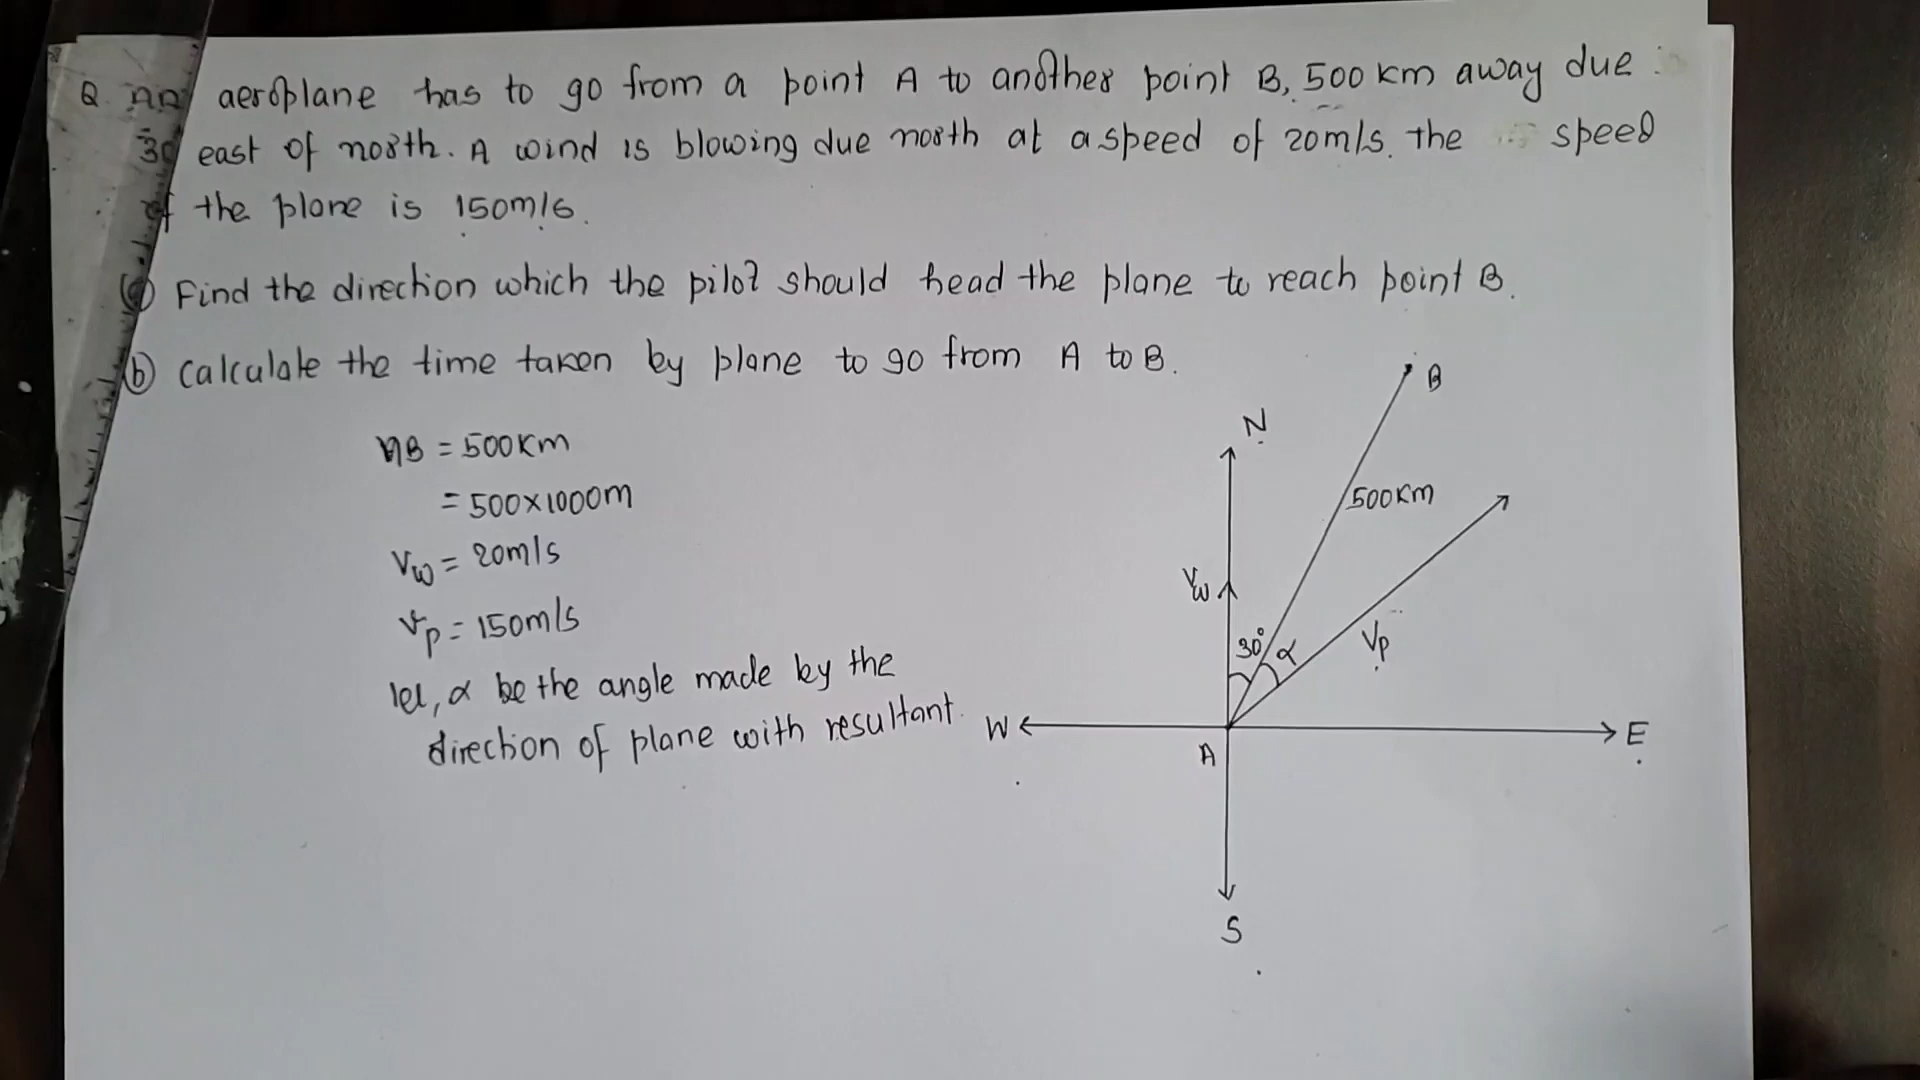 Q. An aeroplane has to go from a point A to another point B, 500 km away due
30 east of north. A wind is blowing due north at a speed of 20m/s. the speed
of the plane is 150m/s.
(a) Find the direction which the pilot should head the plane to reach point B.
(b) calculate the time taken by plane to go from A to B.
AB = 500km
= 500x1000m
Vw = 20m/s
Vp = 150m/s
let, α be the angle made by the
direction of plane with resultant.
B
N
500km
Vw
30° α
Vp
W
E
A
S